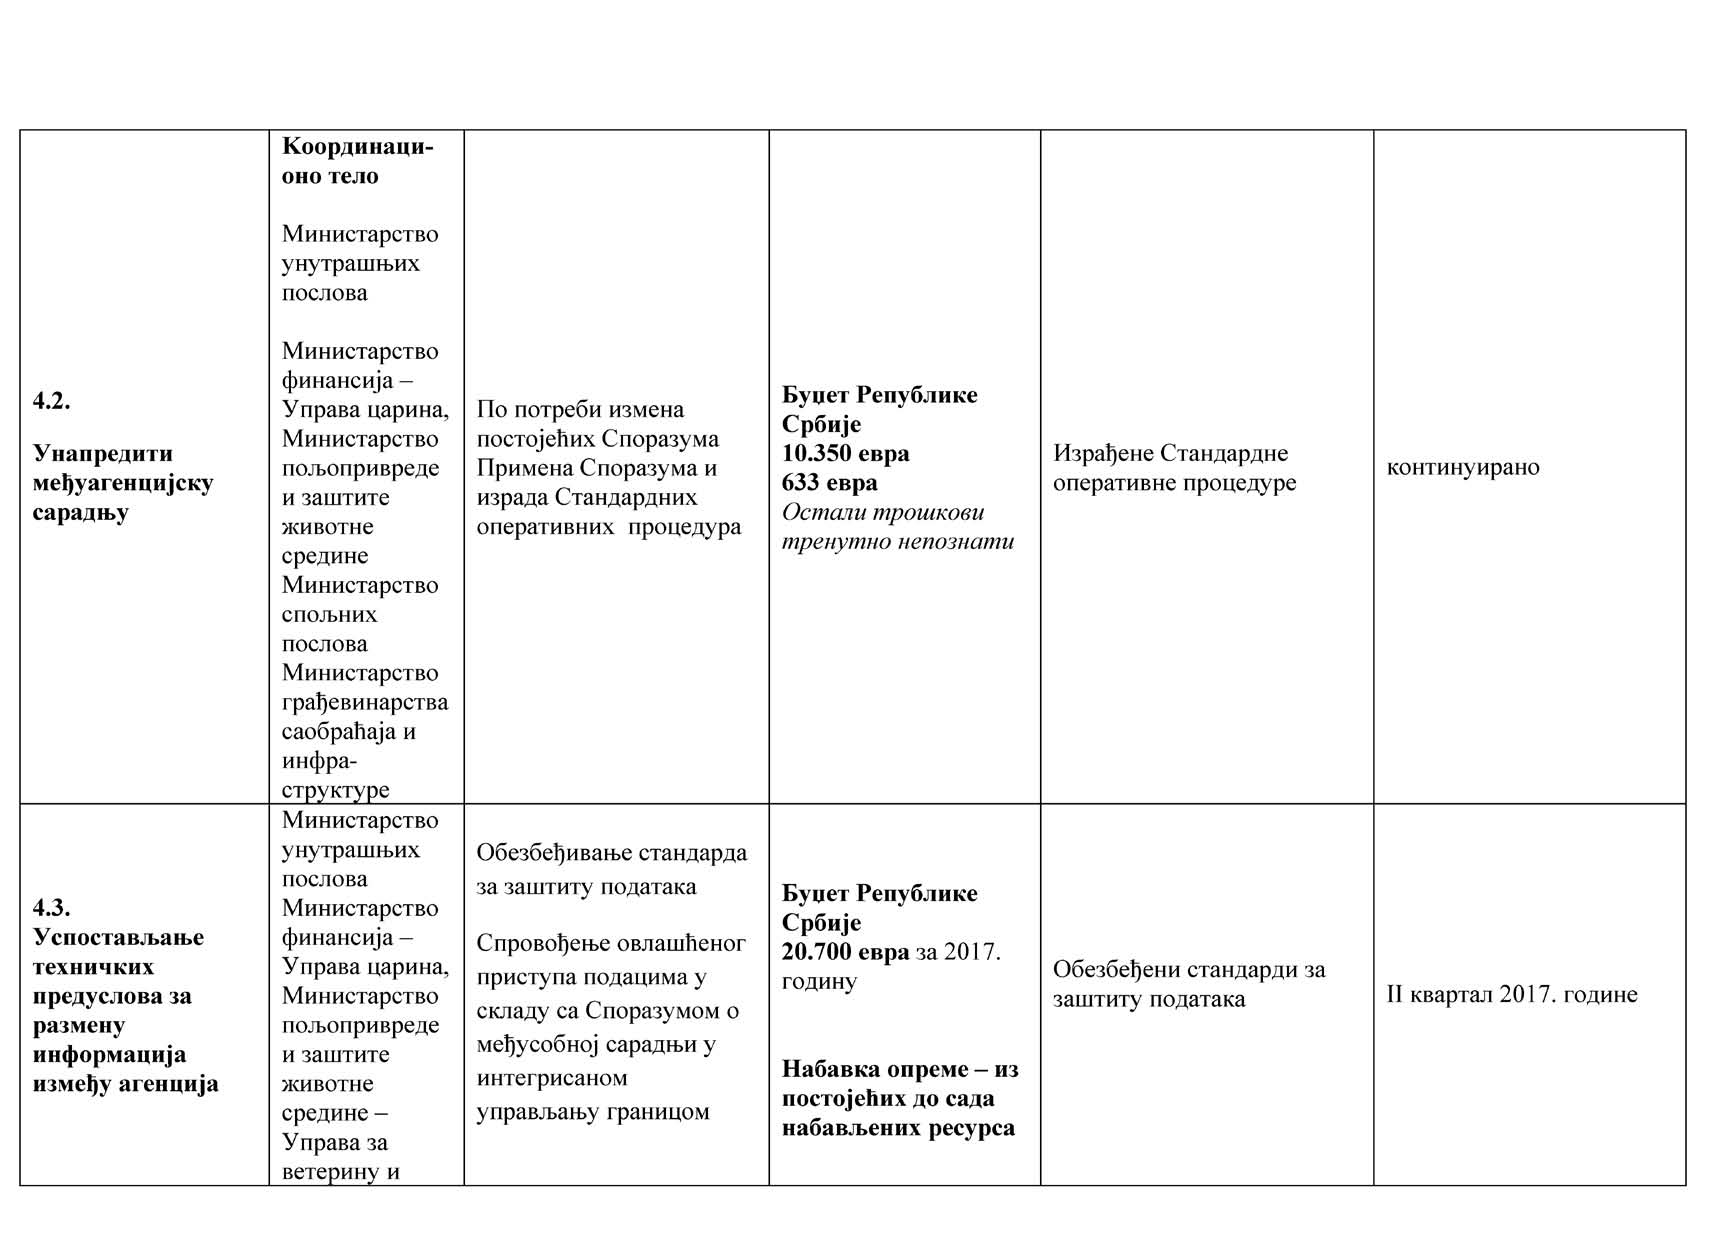 4.2.
Унапредити
међуагенцијску
сарадњу
Координаци-
оно тело
Министарство
унутрашњих
послова
Министарство
финансија –
Управа царина,
Министарство
пољопривреде
и заштите
животне
средине
Министарство
спољних
послова
Министарство
грађевинарства
саобраћаја и
инфра-
структуре
По потреби измена
постојећих Споразума
Примена Споразума и
израда Стандардних
оперативних  процедура
Буџет Републике
Србије
10.350 евра
633 евра
Остали трошкови
тренутно непознати
Израђене Стандардне
оперативне процедуре
континуирано
4.3.
Успостављање
техничких
предуслова за
размену
информација
између агенција
Министарство
унутрашњих
послова
Министарство
финансија –
Управа царина,
Министарство
пољопривреде
и заштите
животне
средине –
Управа за
ветерину и
Обезбеђивање стандарда
за заштиту података
Спровођење овлашћеног
приступа подацима у
складу са Споразумом о
међусобној сарадњи у
интегрисаном
управљању границом
Буџет Републике
Србије
20.700 евра за 2017.
годину
Набавка опреме – из
постојећих до сада
набављених ресурса
Обезбеђени стандарди за
заштиту података
II квартал 2017. године